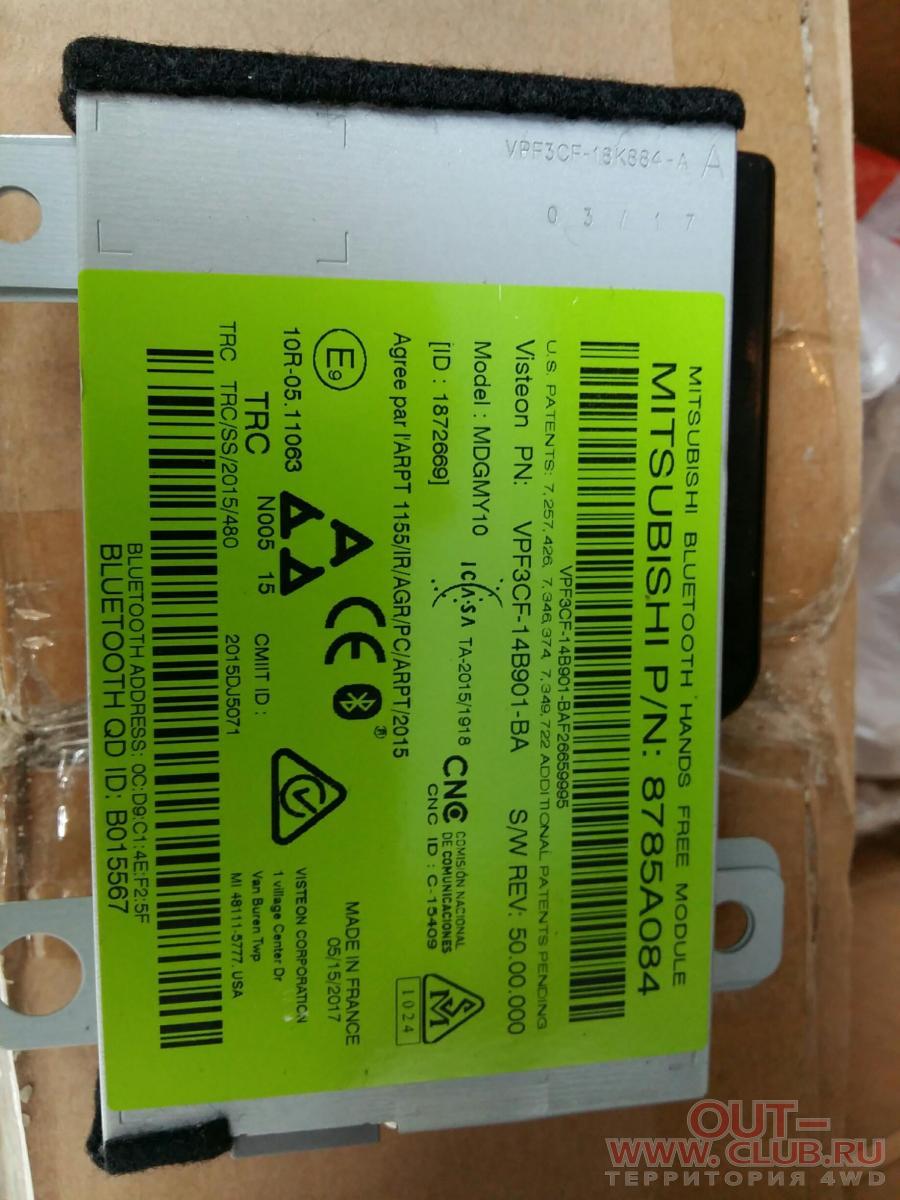 VPF3CF-18K884-A A
03/17
MITSUBISHI BLUETOOTH HANDS FREE MODULE
MITSUBISHI P/N: 8785A084
VPF3CF-14B901-BAF26659995
U.S. PATENTS: 7,257,426, 7,346,374, 7,349,722 ADDITIONAL PATENTS PENDING
Visteon PN: VPF3CF-14B901-BA S/W REV: 50.00.000
Model : MDGMY10
ICASA TA-2015/1918
CNC COMISIÓN NACIONAL
DE COMUNICACIONES
CNC ID : C-15409
[ID : 1872669]
Agree par l'ARPT 1155/IR/AGR/PC/ARPT/2015
1024
A CE ®
E9
10R-05.11063
TRC N005 15
CMIIT ID :
2015DJ5071
TRC TRC/SS/2015/480
MADE IN FRANCE
05/15/2017
VISTEON CORPORATION
1 village Center Dr
Van Buren Twp
MI 48111-5777, USA
BLUETOOTH ADDRESS: 0C:D9:C1:4E:F2:5F
BLUETOOTH QD ID: B015567
OUT-
WWW.CLUB.RU
ТЕРРИТОРИЯ 4WD